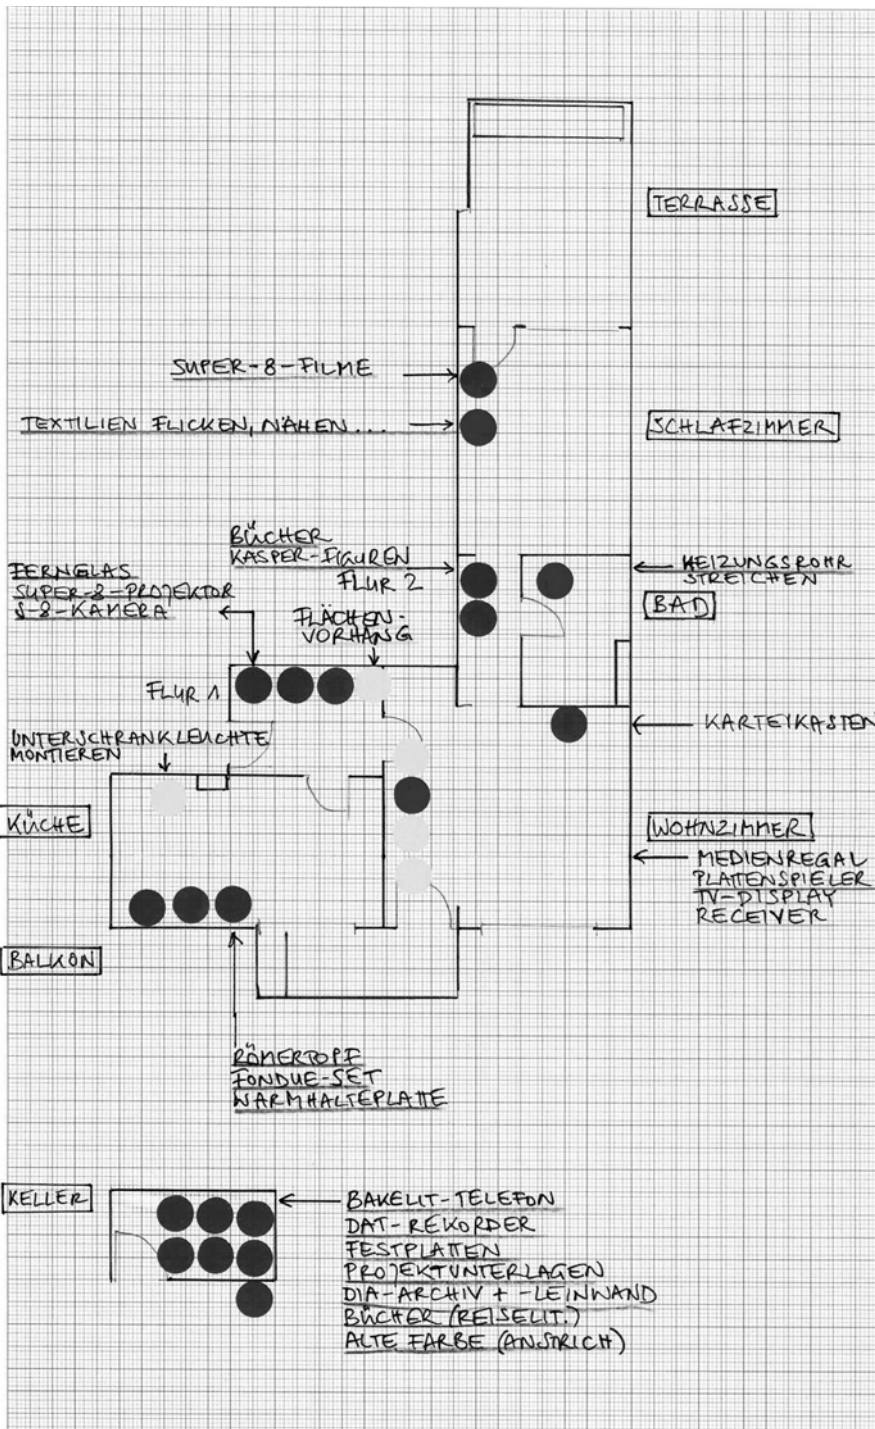 TERRASSE
SUPER-8-FILME
TEXTILIEN FLICKEN, NÄHEN...
SCHLAFZIMMER
BÜCHER
KASPER-FIGUREN
FLUR 2
HEIZUNGSROHR
STREICHEN
BAD
FERNGLAS
SUPER-8-PROJEKTOR
S-8-KAMERA
FLÄCHEN-
VORHANG
FLUR 1
KARTEIKASTEN
UNTERSCHRANKLEUCHTE
MONTIEREN
KÜCHE
WOHNZIMMER
MEDIENREGAL
PLATTENSPIELER
TV-DISPLAY
RECEIVER
BALKON
RÖMERTOPF
FONDUE-SET
WARMHALTEPLATTE
KELLER
BAKELIT-TELEFON
DAT-REKORDER
FESTPLATTEN
PROJEKTUNTERLAGEN
DIA-ARCHIV + -LEINWAND
BÜCHER (REISELIT.)
ALTE FARBE (ANSTRICH)